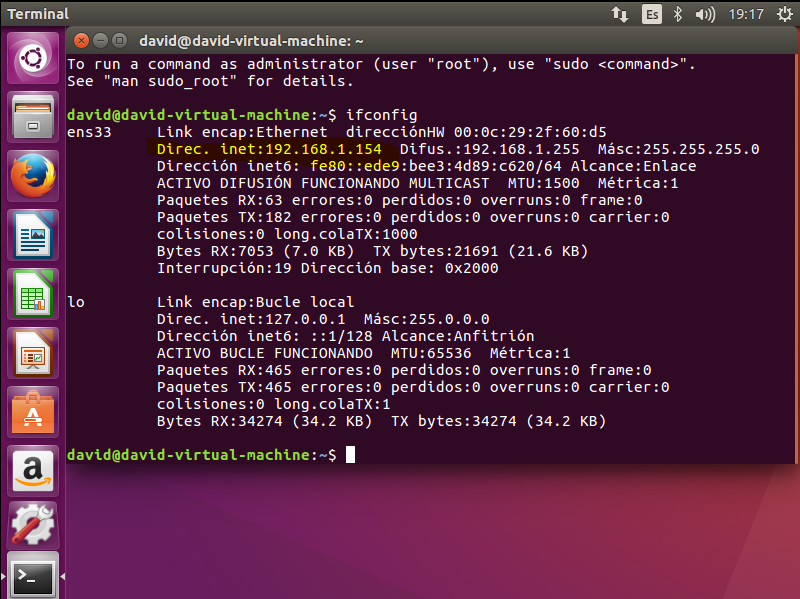 Terminal
Es
19:17
david@david-virtual-machine: ~
To run a command as administrator (user "root"), use "sudo <command>".
See "man sudo_root" for details.
david@david-virtual-machine:~$ ifconfig
ens33     Link encap:Ethernet  direcciónHW 00:0c:29:2f:60:d5
          Direc. inet:192.168.1.154  Difus.:192.168.1.255  Másc:255.255.255.0
          Dirección inet6: fe80::ede9:bee3:4d89:c620/64 Alcance:Enlace
          ACTIVO DIFUSIÓN FUNCIONANDO MULTICAST  MTU:1500  Métrica:1
          Paquetes RX:63 errores:0 perdidos:0 overruns:0 frame:0
          Paquetes TX:182 errores:0 perdidos:0 overruns:0 carrier:0
          colisiones:0 long.colaTX:1000
          Bytes RX:7053 (7.0 KB)  TX bytes:21691 (21.6 KB)
          Interrupción:19 Dirección base: 0x2000
lo        Link encap:Bucle local
          Direc. inet:127.0.0.1  Másc:255.0.0.0
          Dirección inet6: ::1/128 Alcance:Anfitrión
          ACTIVO BUCLE FUNCIONANDO  MTU:65536  Métrica:1
          Paquetes RX:465 errores:0 perdidos:0 overruns:0 frame:0
          Paquetes TX:465 errores:0 perdidos:0 overruns:0 carrier:0
          colisiones:0 long.colaTX:1
          Bytes RX:34274 (34.2 KB)  TX bytes:34274 (34.2 KB)
david@david-virtual-machine:~$